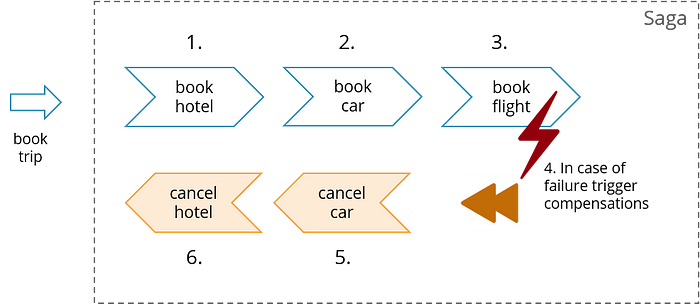 Saga
1.
2.
3.
book
hotel
book
car
book
flight
book
trip
4. In case of
failure trigger
compensations
cancel
hotel
cancel
car
6.
5.